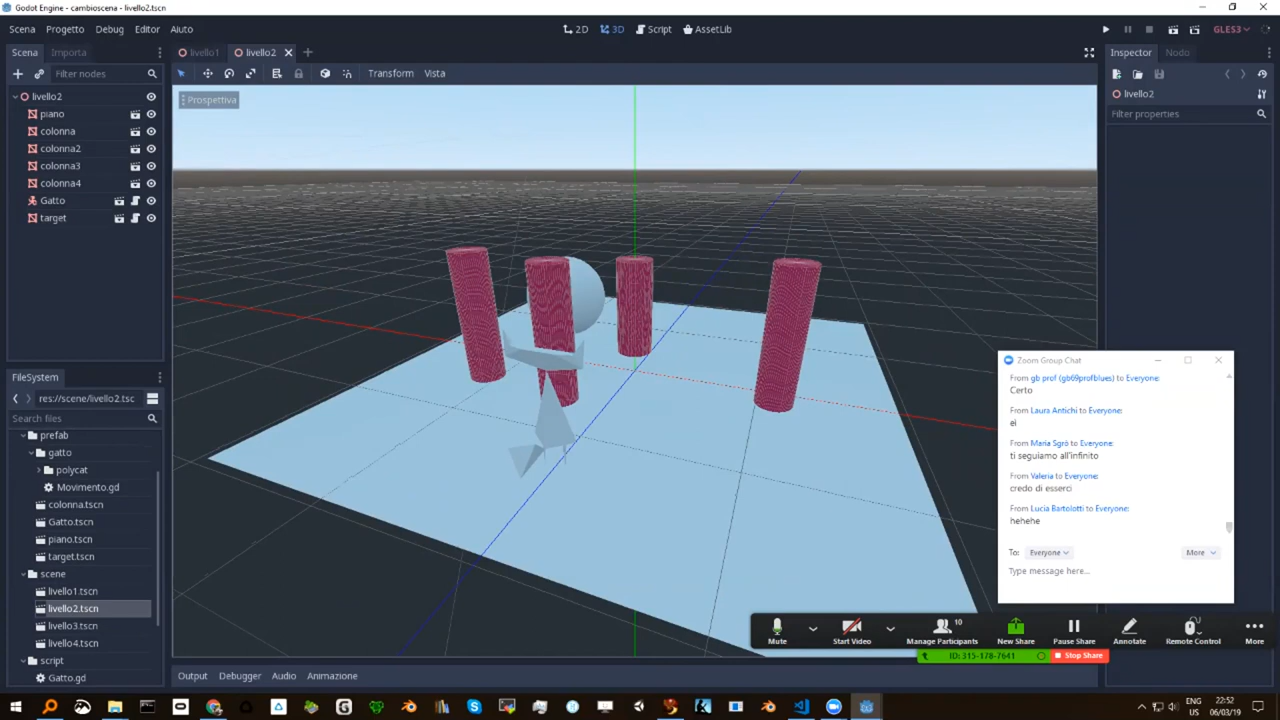 Godot Engine - cambioscena - livello2.tscn
Scena Progetto Debug Editor Aiuto
2D 3D Script AssetLib
GLES3
Scena Importa
livello1 livello2
Inspector Nodo
Filter nodes
Transform Vista
livello2
Filter properties
Prospettiva
livello2
piano
colonna
colonna2
colonna3
colonna4
Gatto
target
FileSystem
res://scene/livello2.tsc
Search files
prefab
gatto
polycat
Movimento.gd
colonna.tscn
Gatto.tscn
piano.tscn
target.tscn
scene
livello1.tscn
livello2.tscn
livello3.tscn
livello4.tscn
script
Gatto.gd
Zoom Group Chat
From gb prof (gb69profblues) to Everyone:
Certo
From Laura Antichi to Everyone:
ei
From Maria Sgrò to Everyone:
ti seguiamo all'infinito
From Valeria to Everyone:
credo di esserci
From Lucia Bartolotti to Everyone:
hehehe
To: Everyone More
Type message here...
10
Mute Start Video Manage Participants New Share Pause Share Annotate Remote Control More
ID: 315-178-7641 Stop Share
Output Debugger Audio Animazione
ENG
US
22:52
06/03/19